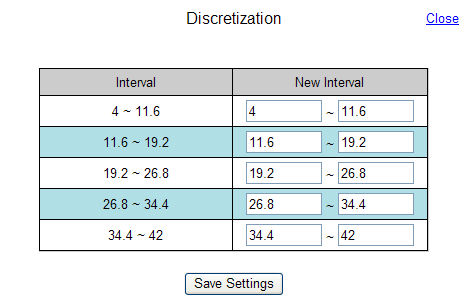 Discretization Close
Interval New Interval
4 ~ 11.6 4 ~ 11.6
11.6 ~ 19.2 11.6 ~ 19.2
19.2 ~ 26.8 19.2 ~ 26.8
26.8 ~ 34.4 26.8 ~ 34.4
34.4 ~ 42 34.4 ~ 42
Save Settings